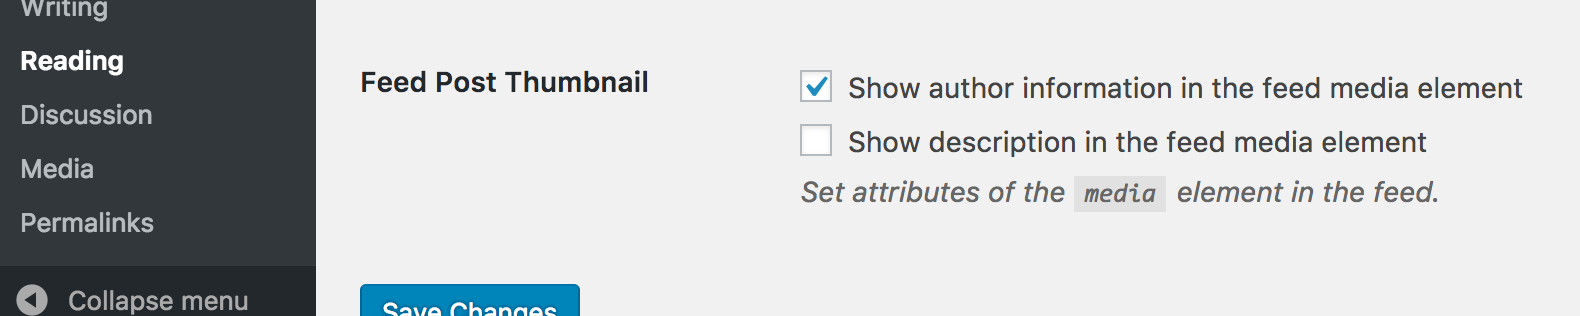 Writing
Reading
Discussion
Media
Permalinks
Collapse menu
Feed Post Thumbnail
Show author information in the feed media element
Show description in the feed media element
Set attributes of the media element in the feed.
Save Changes